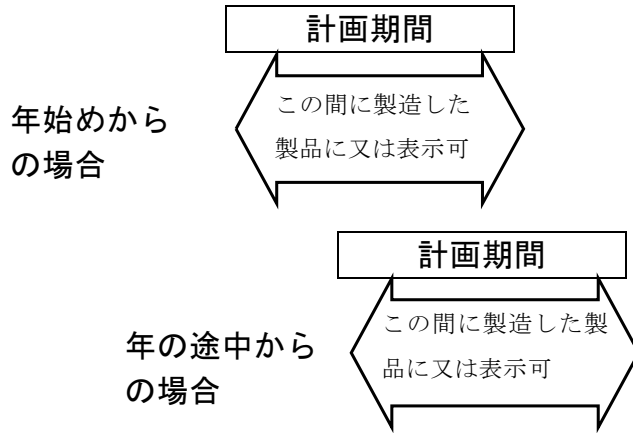 計画期間
この間に製造した
製品に又は表示可
年始めから
の場合
計画期間
この間に製造した製
品に又は表示可
年の途中から
の場合